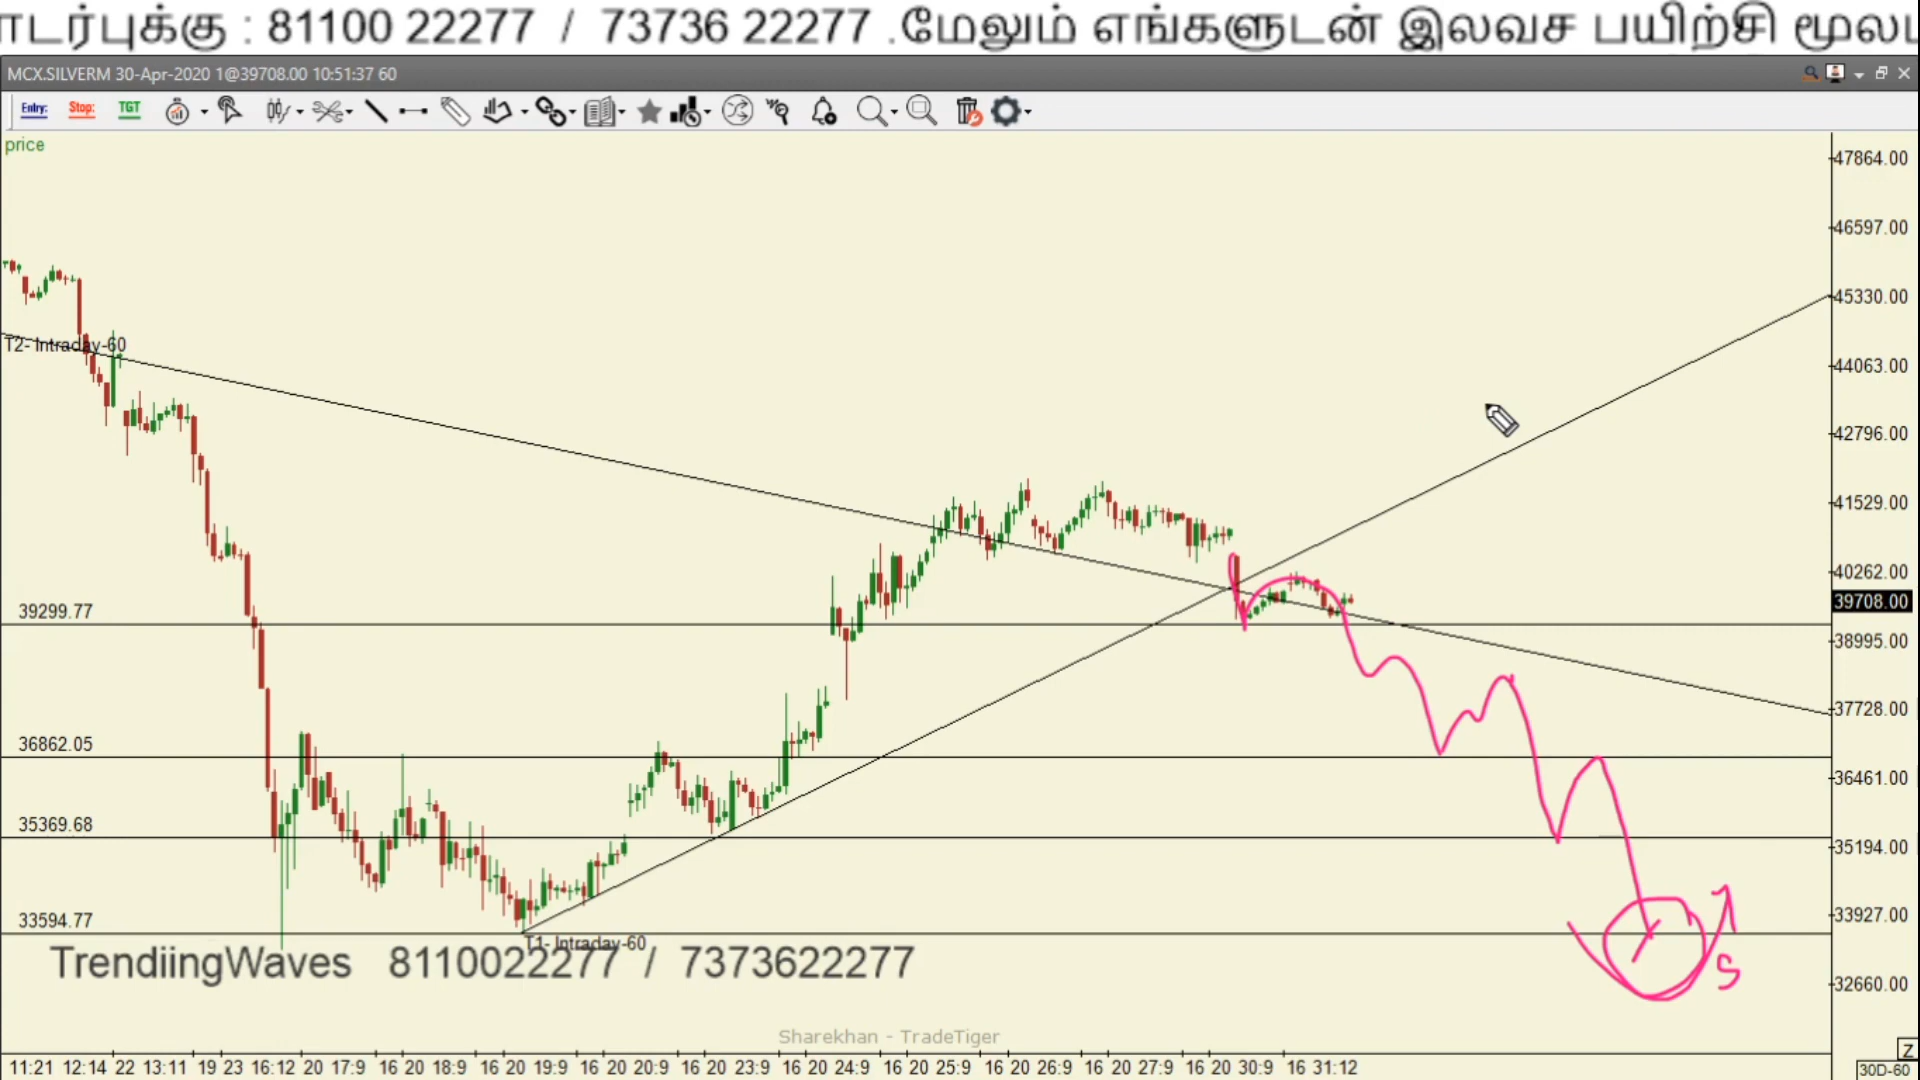 ாடர்புக்கு : 81100 22277 / 73736 22277 .மேலும் எங்களுடன் இலவச பயிற்சி மூலம
MCX.SILVERM 30-Apr-2020 1@39708.00 10:51:37 60
Entry: Stop: TGT
price
47864.00
46597.00
45330.00
T2- Intraday-60
44063.00
42796.00
41529.00
40262.00
39708.00
39299.77
38995.00
37728.00
36862.05
36461.00
35369.68
35194.00
33594.77
33927.00
T1- Intraday-60
TrendiingWaves 8110022277 / 7373622277
S
32660.00
Sharekhan - TradeTiger
Z
11:21 12:14 22 13:11 19 23 16:12 20 17:9 16 20 18:9 16 20 19:9 16 20 20:9 16 20 23:9 16 20 24:9 16 20 25:9 16 20 26:9 16 20 27:9 16 20 30:9 16 31:12
30D-60